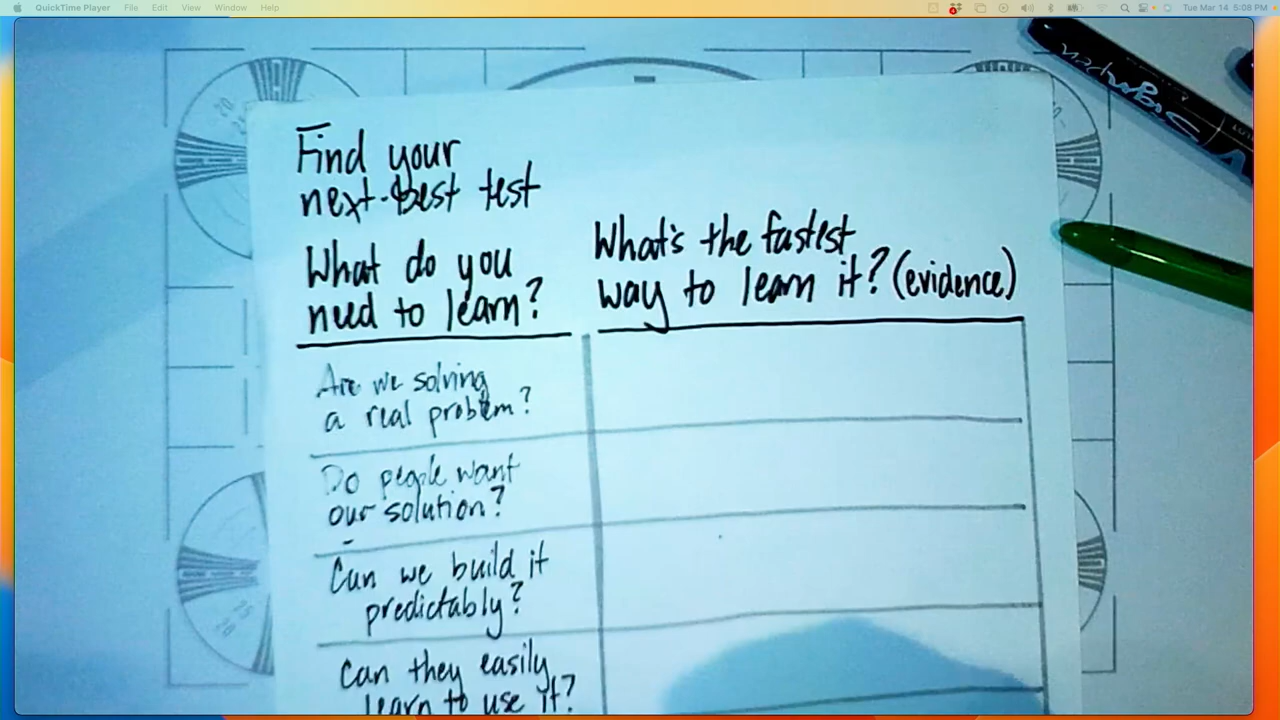 QuickTime Player File Edit View Window Help
Tue Mar 14 5:08 PM
Find your
next-best test
What do you
need to learn?
What's the fastest
way to learn it? (evidence)
Are we solving
a real problem?
Do people want
our solution?
Can we build it
predictably?
Can they easily
learn to use it?